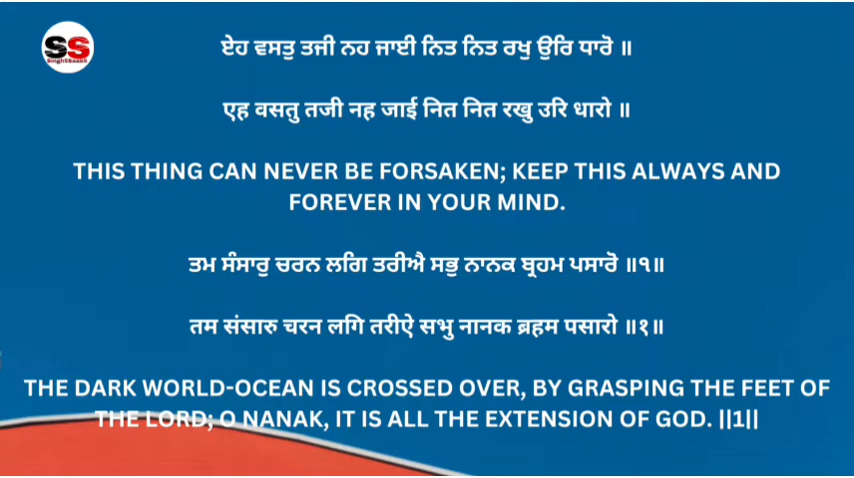 SS
Singh5band5
ਏਹ ਵਸਤੁ ਤਜੀ ਨਹ ਜਾਈ ਨਿਤ ਨਿਤ ਰਖੁ ਉਰਿ ਧਾਰੋ ॥
एह वसतु तजी नह जाई नित नित रखु उरि धारो ॥
THIS THING CAN NEVER BE FORSAKEN; KEEP THIS ALWAYS AND
FOREVER IN YOUR MIND.
ਤਮ ਸੰਸਾਰੁ ਚਰਨ ਲਗਿ ਤਰੀਐ ਸਭੁ ਨਾਨਕ ਬ੍ਰਹਮ ਪਸਾਰੋ ॥੧॥
तम संसारु चरन लगि तरीऐ सभु नानक ब्रहम पसारो ॥१॥
THE DARK WORLD-OCEAN IS CROSSED OVER, BY GRASPING THE FEET OF
THE LORD; O NANAK, IT IS ALL THE EXTENSION OF GOD. ||1||